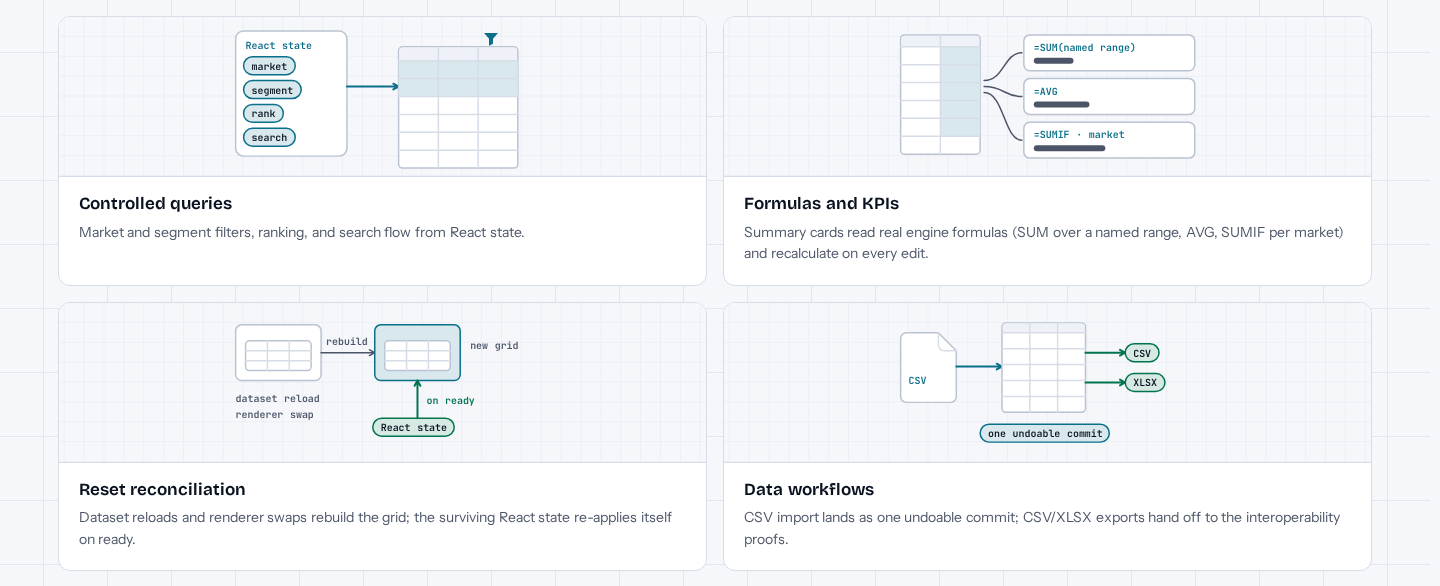 React state
market
segment
rank
search
Controlled queries
Market and segment filters, ranking, and search flow from React state.
=SUM(named range)
=AVG
=SUMIF · market
Formulas and KPIs
Summary cards read real engine formulas (SUM over a named range, AVG, SUMIF per market)
and recalculate on every edit.
rebuild
new grid
dataset reload
renderer swap
on ready
React state
Reset reconciliation
Dataset reloads and renderer swaps rebuild the grid; the surviving React state re-applies itself
on ready.
CSV
CSV
XLSX
one undoable commit
Data workflows
CSV import lands as one undoable commit; CSV/XLSX exports hand off to the interoperability
proofs.